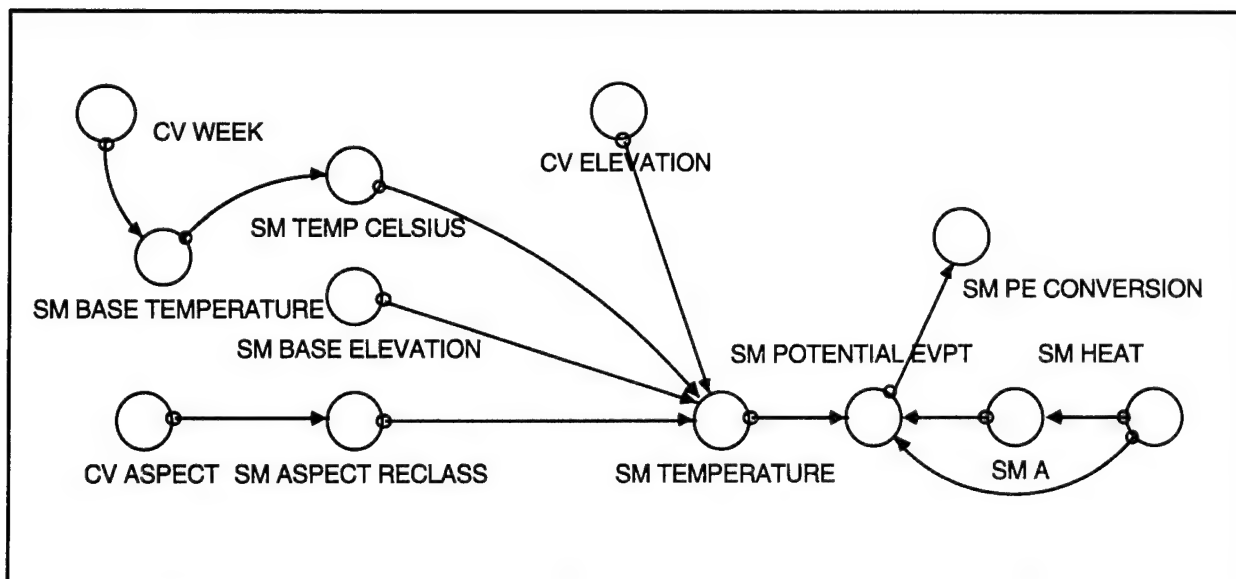 CV WEEK
CV ELEVATION
SM TEMP CELSIUS
SM PE CONVERSION
SM BASE TEMPERATURE
SM BASE ELEVATION
SM POTENTIAL EVPT
SM HEAT
CV ASPECT
SM ASPECT RECLASS
SM TEMPERATURE
SM A